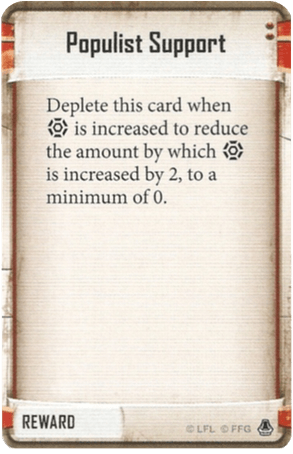 Populist Support
Deplete this card when
is increased to reduce
the amount by which
is increased by 2, to a
minimum of 0.
REWARD
© LFL © FFG